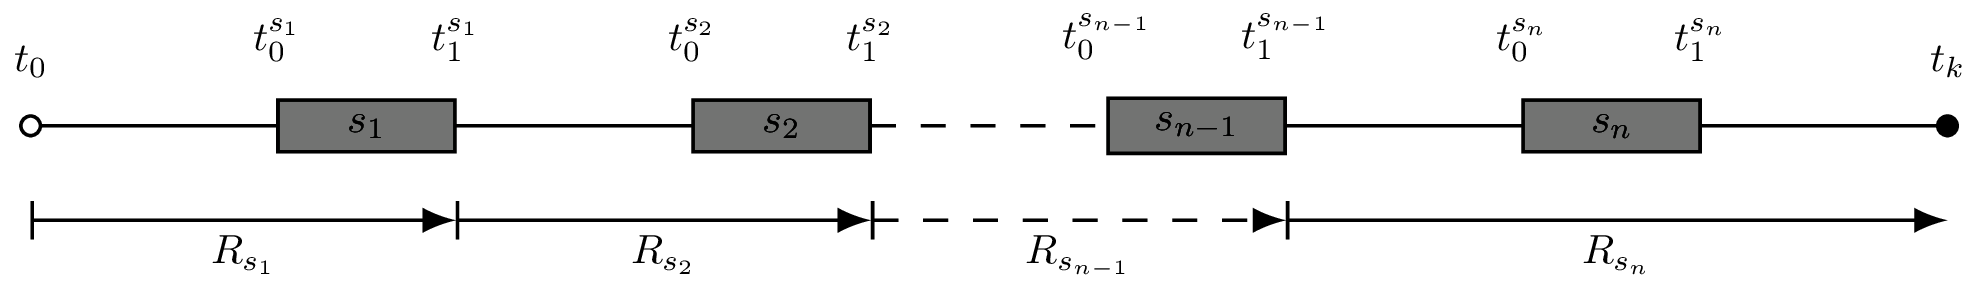 t_0 t_0^{s_1} t_1^{s_1} t_0^{s_2} t_1^{s_2} t_0^{s_{n-1}} t_1^{s_{n-1}} t_0^{s_n} t_1^{s_n} t_k
s_1 s_2 s_{n-1} s_n
R_{s_1} R_{s_2} R_{s_{n-1}} R_{s_n}